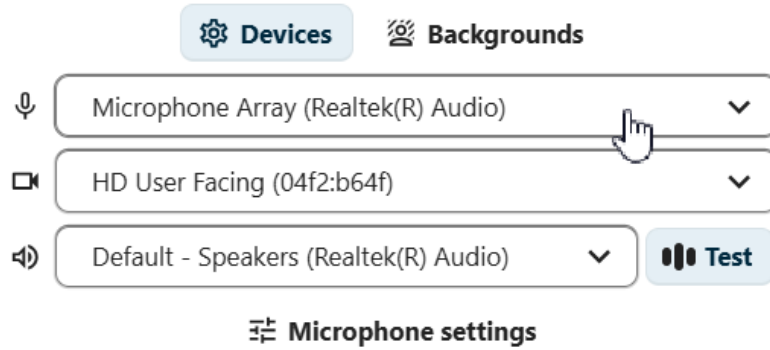 Devices Backgrounds
Microphone Array (Realtek(R) Audio)
HD User Facing (04f2:b64f)
Default - Speakers (Realtek(R) Audio) Test
Microphone settings